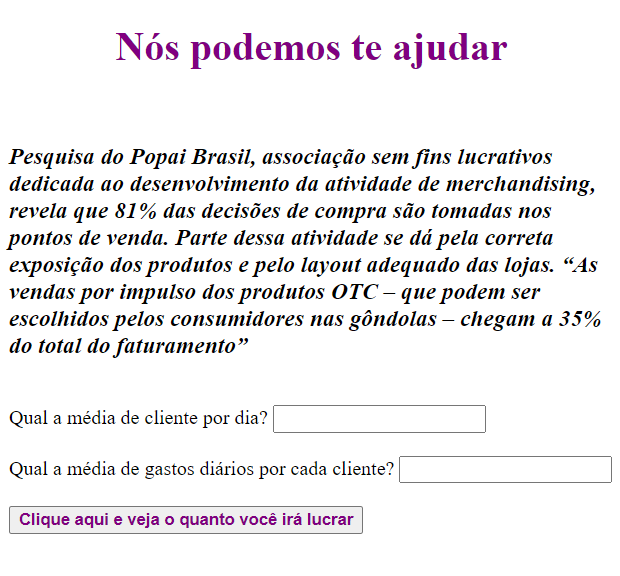 Nós podemos te ajudar
Pesquisa do Popai Brasil, associação sem fins lucrativos
dedicada ao desenvolvimento da atividade de merchandising,
revela que 81% das decisões de compra são tomadas nos
pontos de venda. Parte dessa atividade se dá pela correta
exposição dos produtos e pelo layout adequado das lojas. “As
vendas por impulso dos produtos OTC – que podem ser
escolhidos pelos consumidores nas gôndolas – chegam a 35%
do total do faturamento”
Qual a média de cliente por dia?
Qual a média de gastos diários por cada cliente?
Clique aqui e veja o quanto você irá lucrar